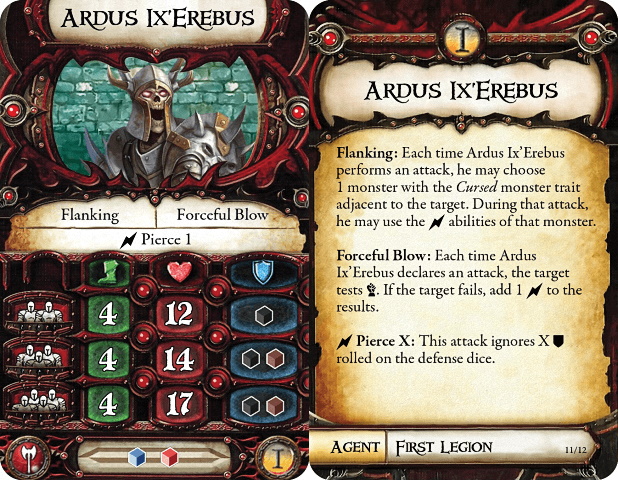 ARDUS IX'EREBUS
Flanking
Forceful Blow
Pierce 1
4 12
4 14
4 17
I
I
ARDUS IX'EREBUS
Flanking: Each time Ardus Ix'Erebus
performs an attack, he may choose
1 monster with the Cursed monster trait
adjacent to the target. During that attack,
he may use the abilities of that monster.
Forceful Blow: Each time Ardus
Ix'Erebus declares an attack, the target
tests . If the target fails, add 1 to the
results.
Pierce X: This attack ignores X
rolled on the defense dice.
AGENT FIRST LEGION 11/12